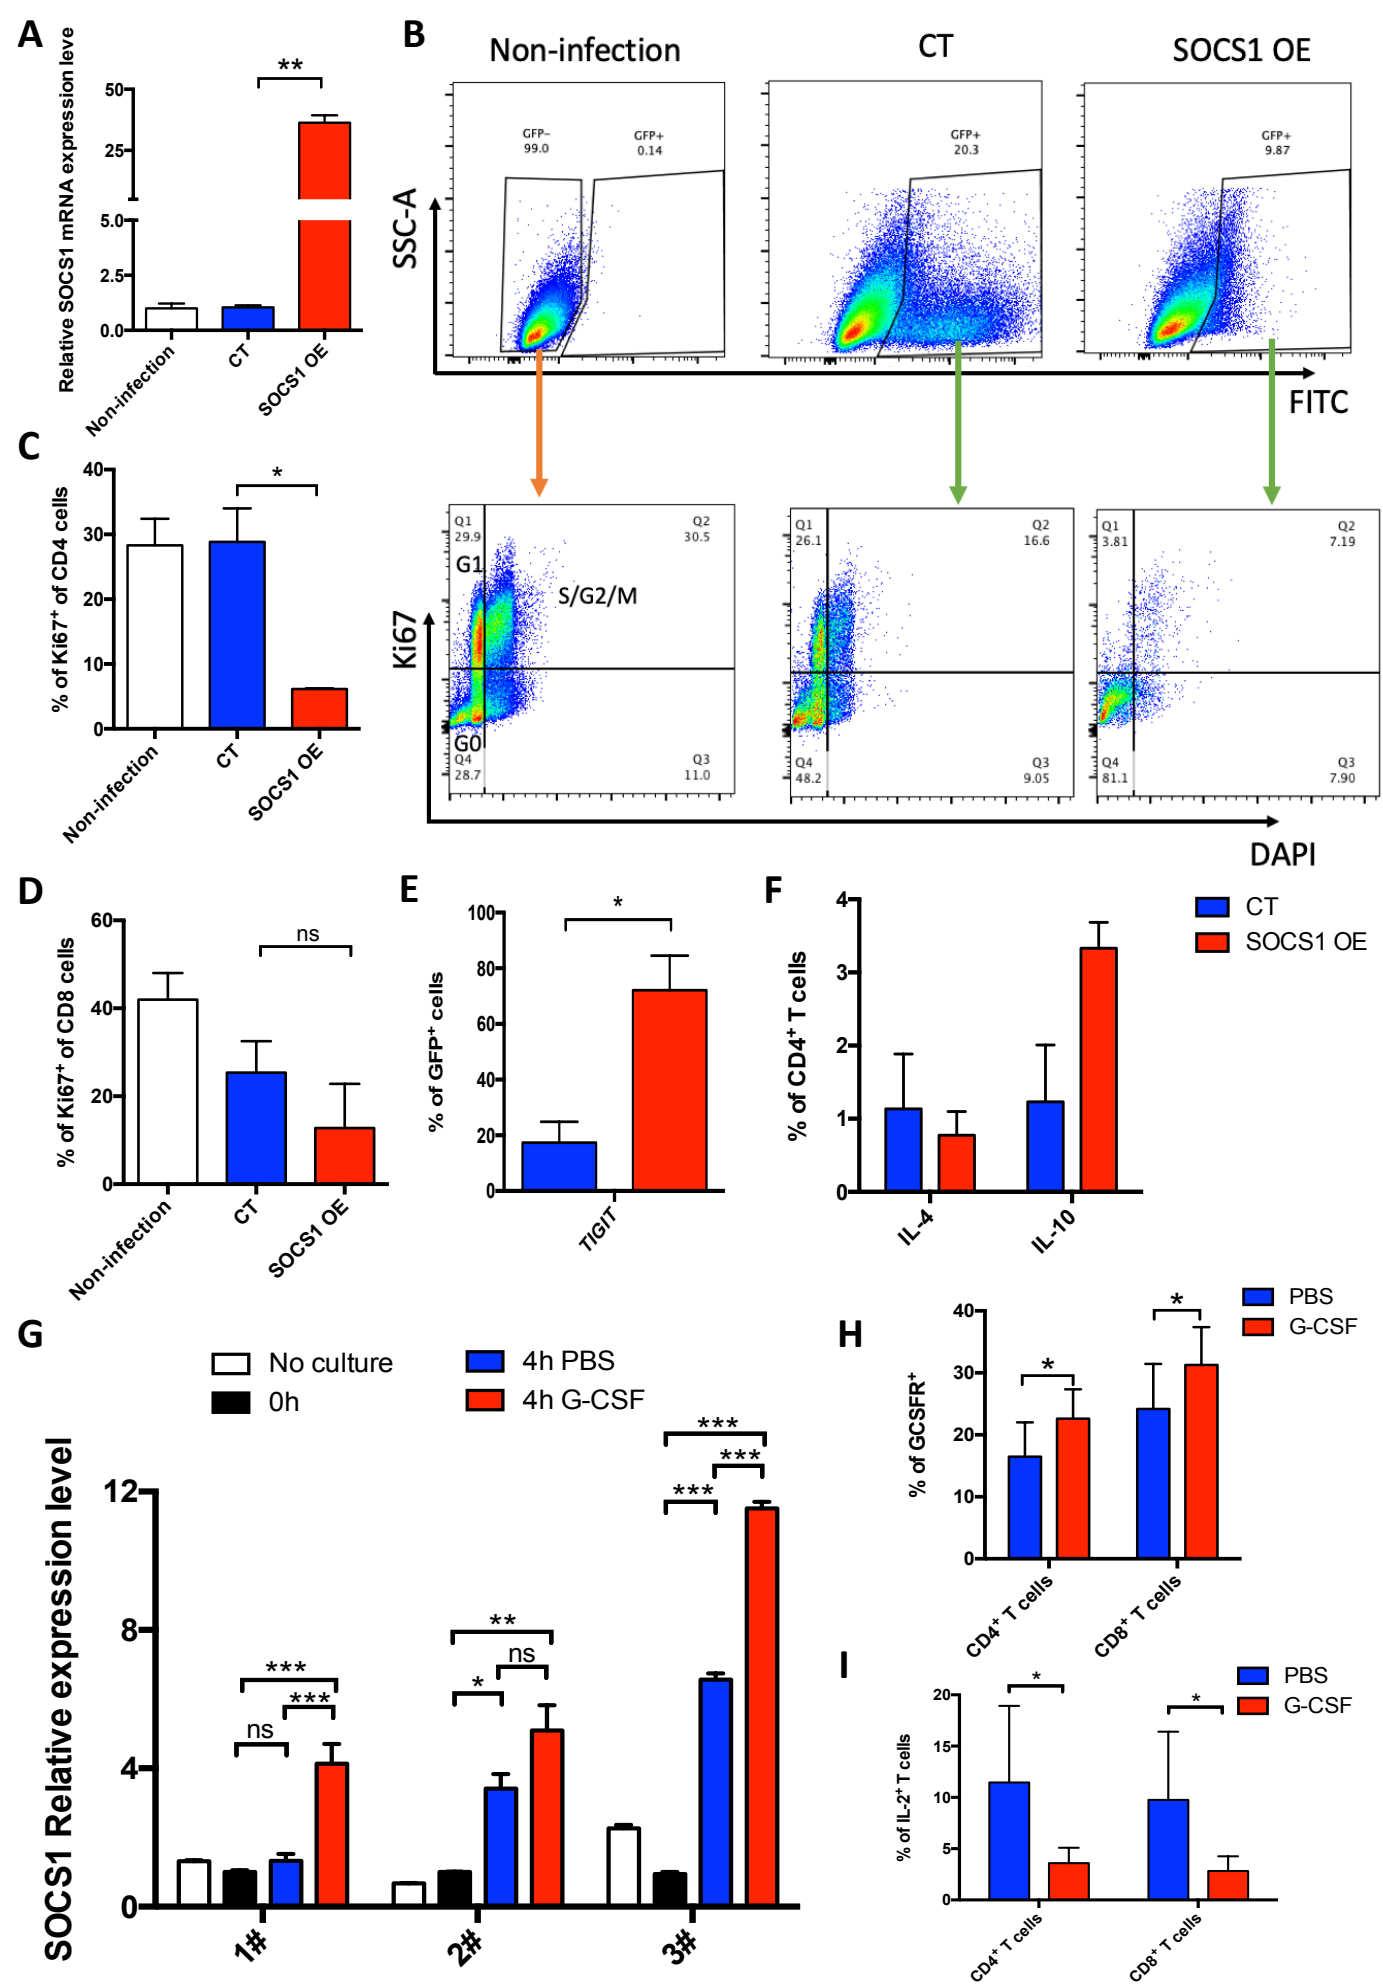 A
Relative SOCS1 mRNA expression leve
50
25
5.0
2.5
0.0
**
Non-infection
CT
SOCS1 OE
B
Non-infection
CT
SOCS1 OE
GFP-
99.0
GFP+
0.14
GFP+
20.3
GFP+
9.87
SSC-A
FITC
Q1
29.9
Q2
30.5
G1
S/G2/M
G0
Q4
28.7
Q3
11.0
Q1
26.1
Q2
16.6
Q4
48.2
Q3
9.05
Q1
3.81
Q2
7.19
Q4
81.1
Q3
7.90
Ki67
DAPI
C
% of Ki67+ of CD4 cells
40
30
20
10
0
*
Non-infection
CT
SOCS1 OE
D
% of Ki67+ of CD8 cells
60
40
20
0
ns
Non-infection
CT
SOCS1 OE
E
% of GFP+ cells
100
80
60
40
20
0
*
TIGIT
F
% of CD4+ T cells
4
3
2
1
0
IL-4
IL-10
CT
SOCS1 OE
G
No culture
0h
4h PBS
4h G-CSF
SOCS1 Relative expression level
12
8
4
0
ns
***
***
*
ns
**
***
***
***
1#
2#
3#
H
PBS
G-CSF
% of GCSFR+
40
30
20
10
0
*
*
CD4+ T cells
CD8+ T cells
I
PBS
G-CSF
% of IL-2+ T cells
20
15
10
5
0
*
*
CD4+ T cells
CD8+ T cells